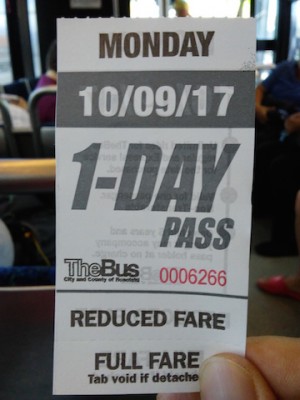 MONDAY
10/09/17
1-DAY
PASS
TheBus 0006266
City and County of Honolulu
REDUCED FARE
FULL FARE
Tab void if detache